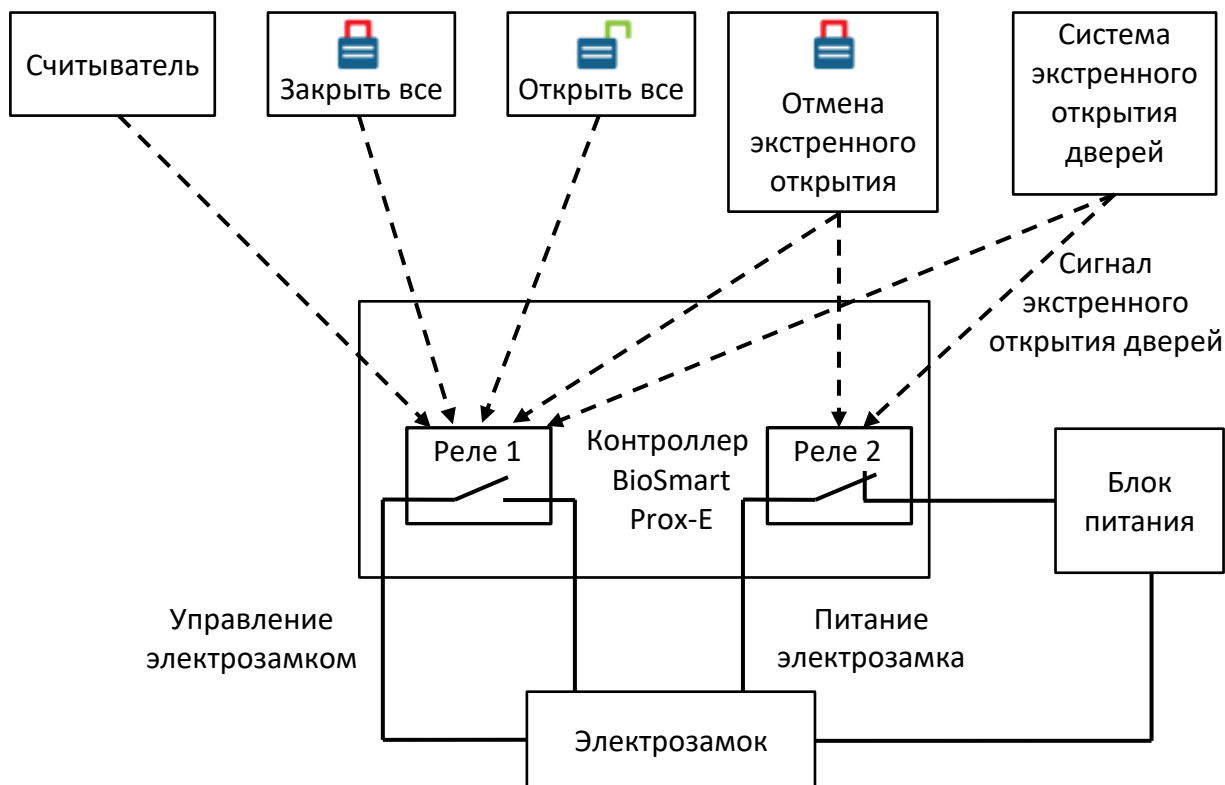 Считыватель
Закрыть все
Открыть все
Отмена
экстренного
открытия
Система
экстренного
открытия
дверей
Сигнал
экстренного
открытия дверей
Реле 1
Контроллер
BioSmart
Prox-E
Реле 2
Блок
питания
Управление
электрозамком
Питание
электрозамка
Электрозамок